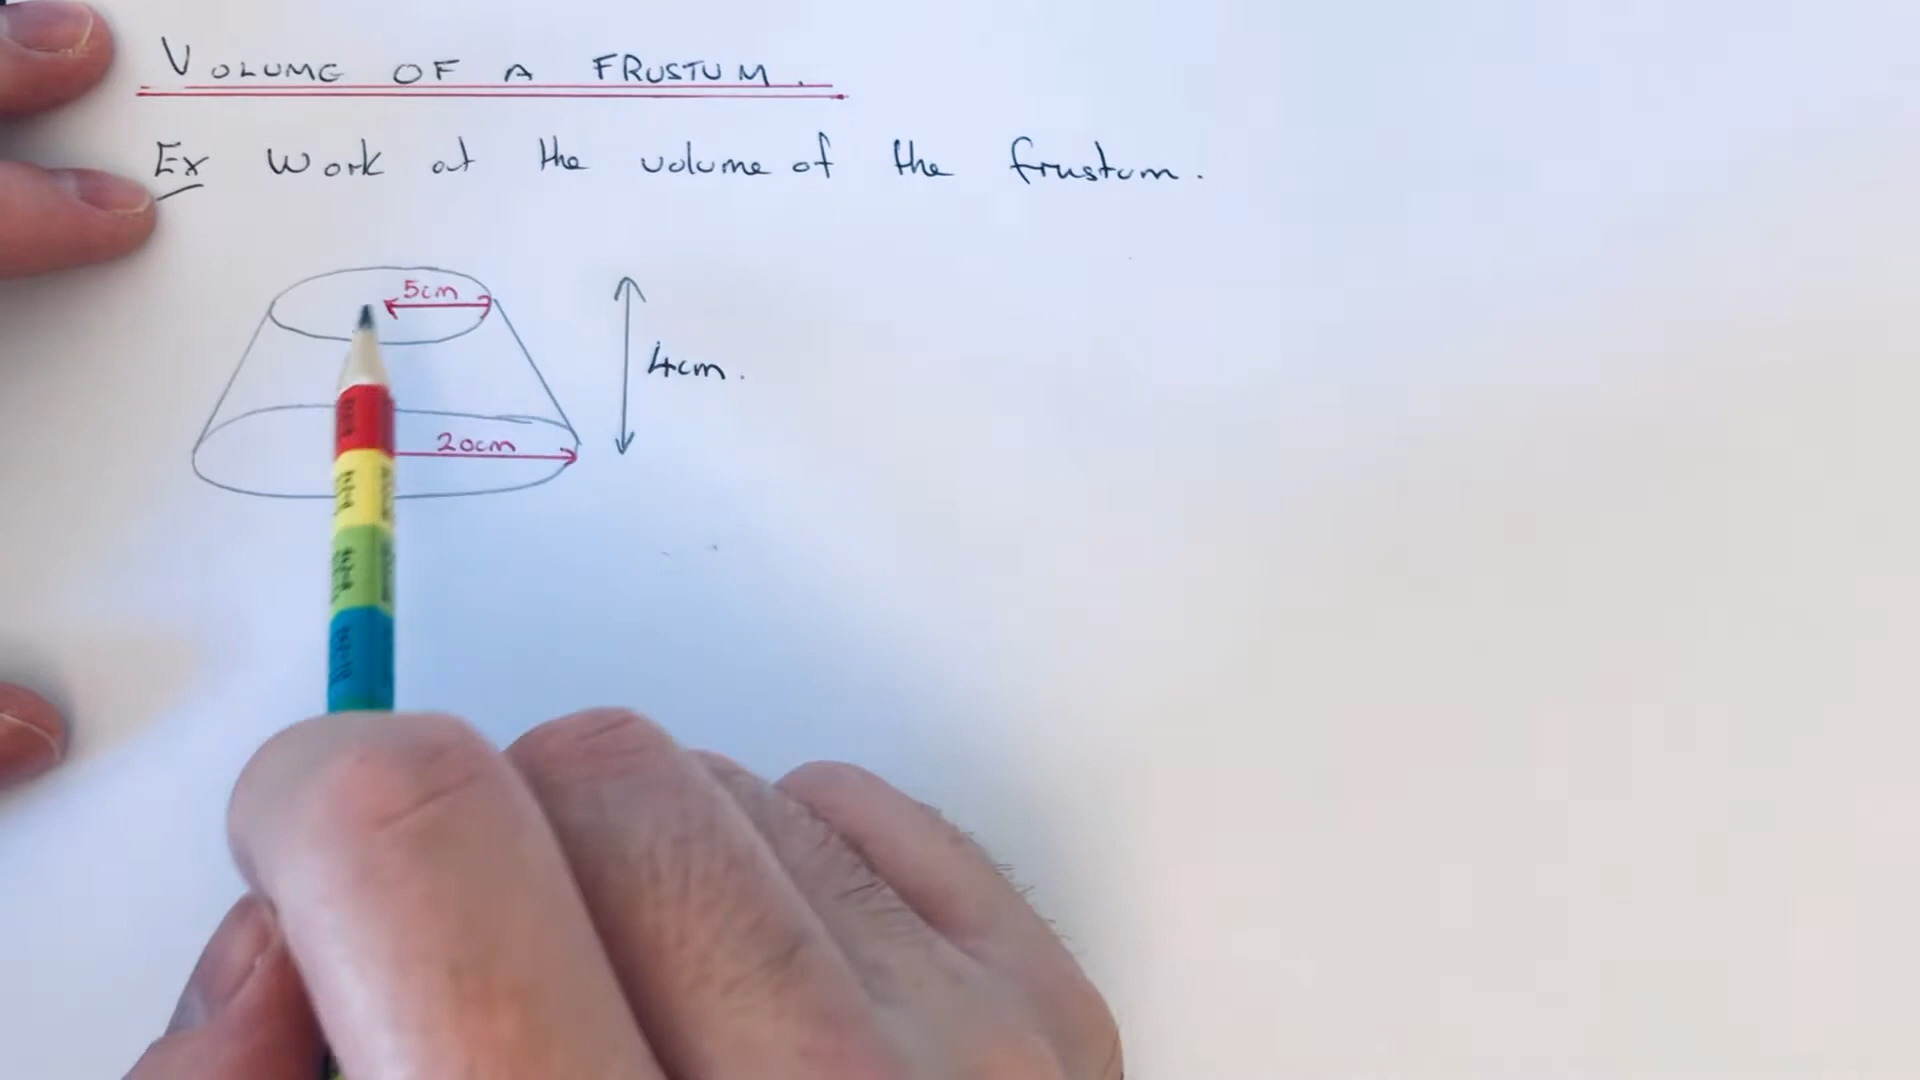 VOLUME OF A FRUSTUM.
Ex Work out the volume of the frustum.
5cm
4cm.
20cm